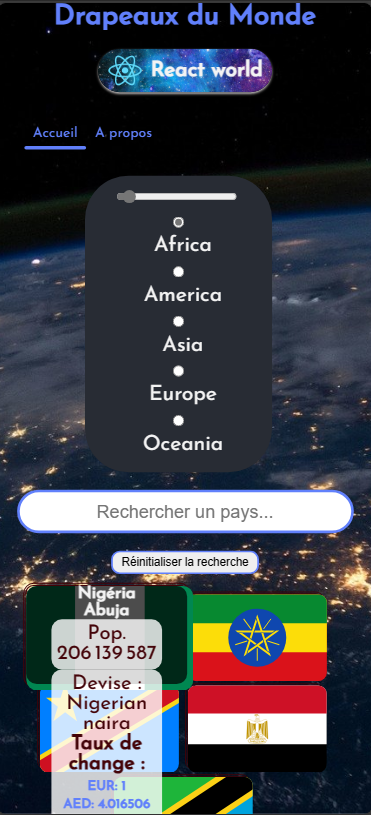 Drapeaux du Monde
React world
Accueil A propos
Africa
America
Asia
Europe
Oceania
Rechercher un pays...
Réinitialiser la recherche
Nigéria
Abuja
Pop.
206 139 587
Devise :
Nigerian
naira
Taux de
change :
EUR: 1
AED: 4.016506